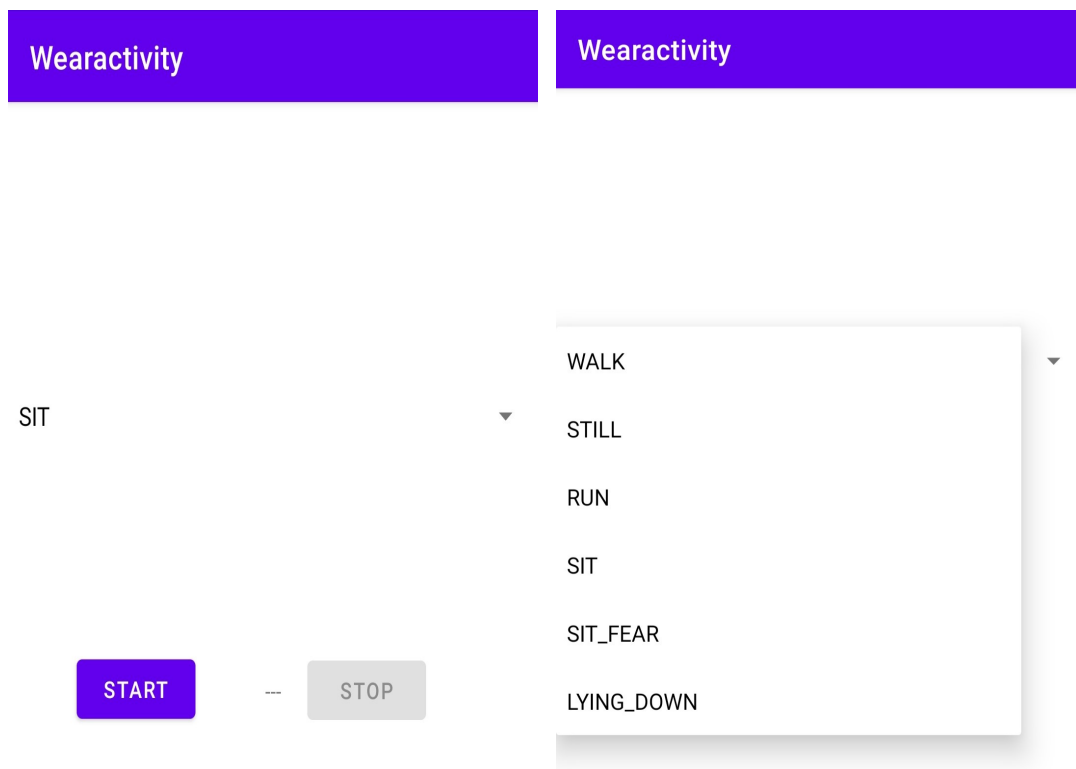 Wearactivity
SIT
START --- STOP
Wearactivity
WALK
STILL
RUN
SIT
SIT_FEAR
LYING_DOWN